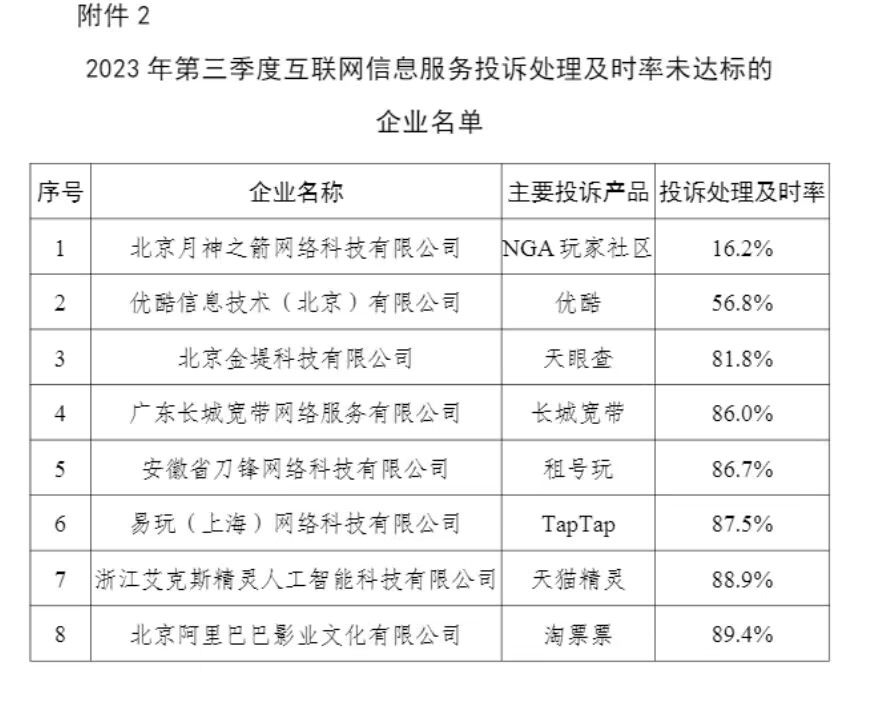 附件 2
2023 年第三季度互联网信息服务投诉处理及时率未达标的
企业名单
序号 企业名称 主要投诉产品 投诉处理及时率
1 北京月神之箭网络科技有限公司 NGA 玩家社区 16.2%
2 优酷信息技术（北京）有限公司 优酷 56.8%
3 北京金堤科技有限公司 天眼查 81.8%
4 广东长城宽带网络服务有限公司 长城宽带 86.0%
5 安徽省刀锋网络科技有限公司 租号玩 86.7%
6 易玩（上海）网络科技有限公司 TapTap 87.5%
7 浙江艾克斯精灵人工智能科技有限公司 天猫精灵 88.9%
8 北京阿里巴巴影业文化有限公司 淘票票 89.4%